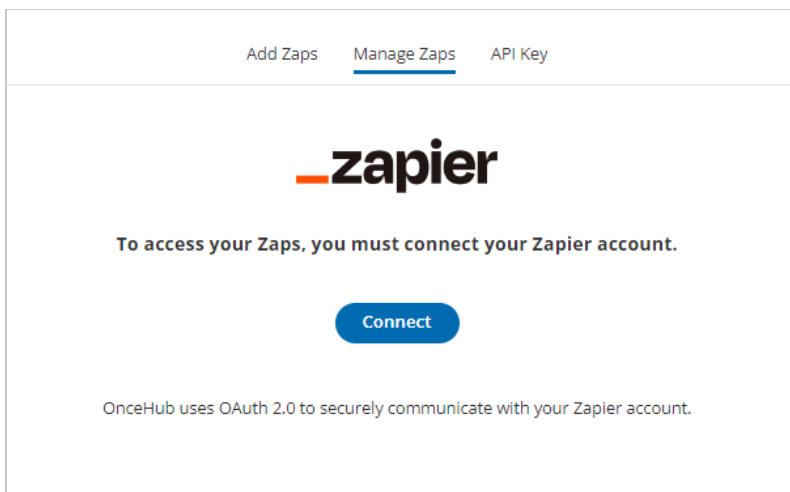 Add Zaps Manage Zaps API Key
_zapier
To access your Zaps, you must connect your Zapier account.
Connect
OnceHub uses OAuth 2.0 to securely communicate with your Zapier account.